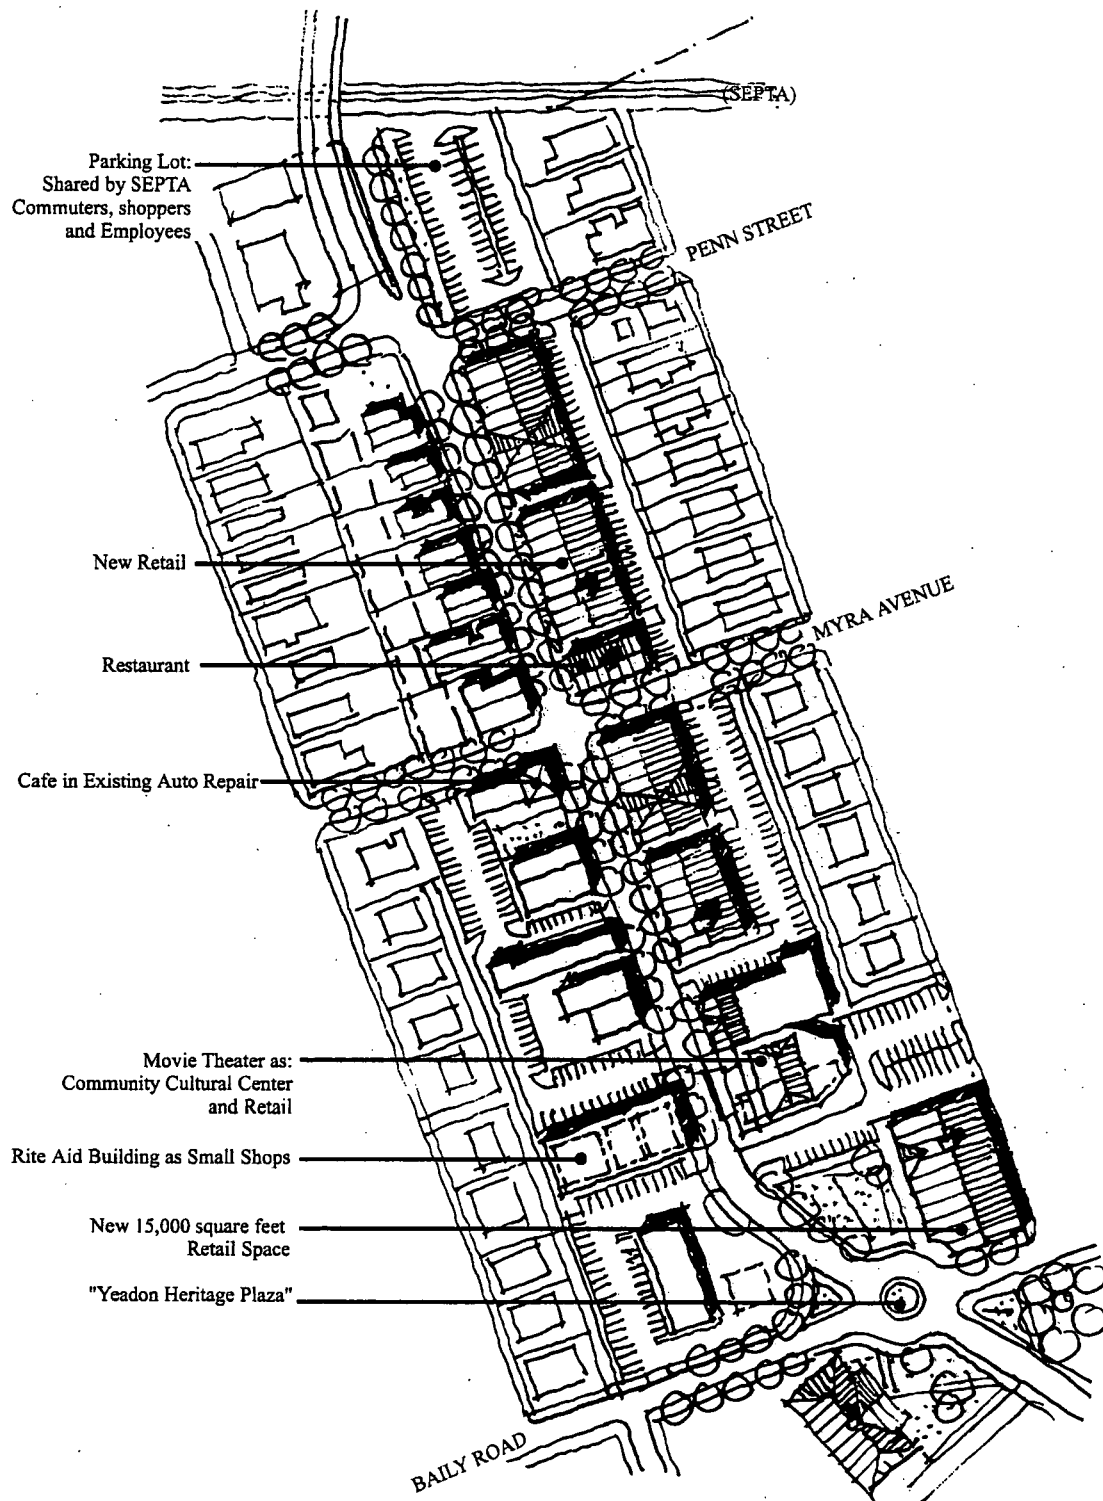 (SEPTA)
Parking Lot:
Shared by SEPTA
Commuters, shoppers
and Employees
PENN STREET
New Retail
MYRA AVENUE
Restaurant
Cafe in Existing Auto Repair
Movie Theater as:
Community Cultural Center
and Retail
Rite Aid Building as Small Shops
New 15,000 square feet
Retail Space
"Yeadon Heritage Plaza"
BAILY ROAD